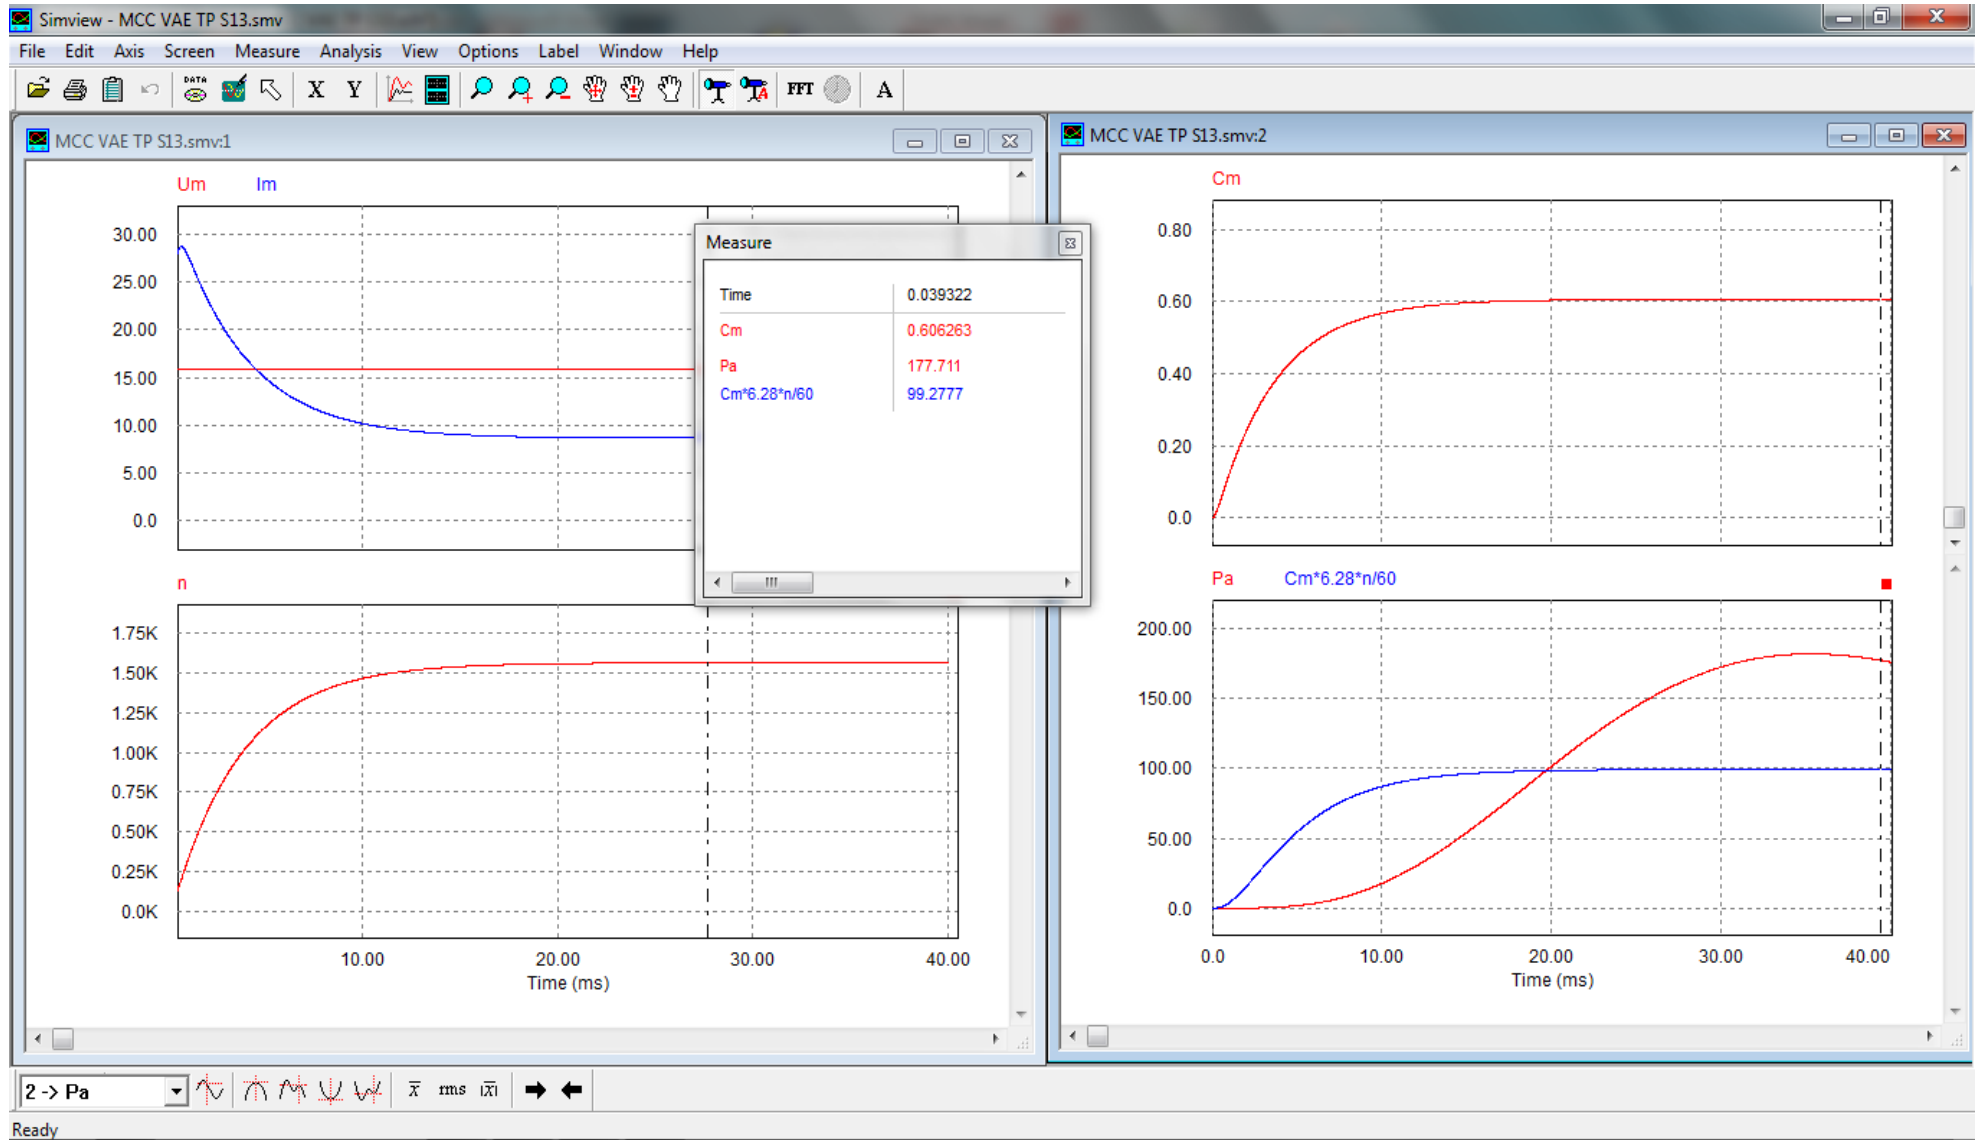 Simview - MCC VAE TP S13.smv
File Edit Axis Screen Measure Analysis View Options Label Window Help
DATA X Y FFT A
MCC VAE TP S13.smv:1
Um Im
30.00
25.00
20.00
15.00
10.00
5.00
0.0
n
1.75K
1.50K
1.25K
1.00K
0.75K
0.50K
0.25K
0.0K
10.00 20.00 30.00 40.00
Time (ms)
Measure
Time 0.039322
Cm 0.606263
Pa 177.711
Cm*6.28*n/60 99.2777
MCC VAE TP S13.smv:2
Cm
0.80
0.60
0.40
0.20
0.0
Pa Cm*6.28*n/60
200.00
150.00
100.00
50.00
0.0
0.0 10.00 20.00 30.00 40.00
Time (ms)
2 -> Pa x̅ rms |x̅|
Ready